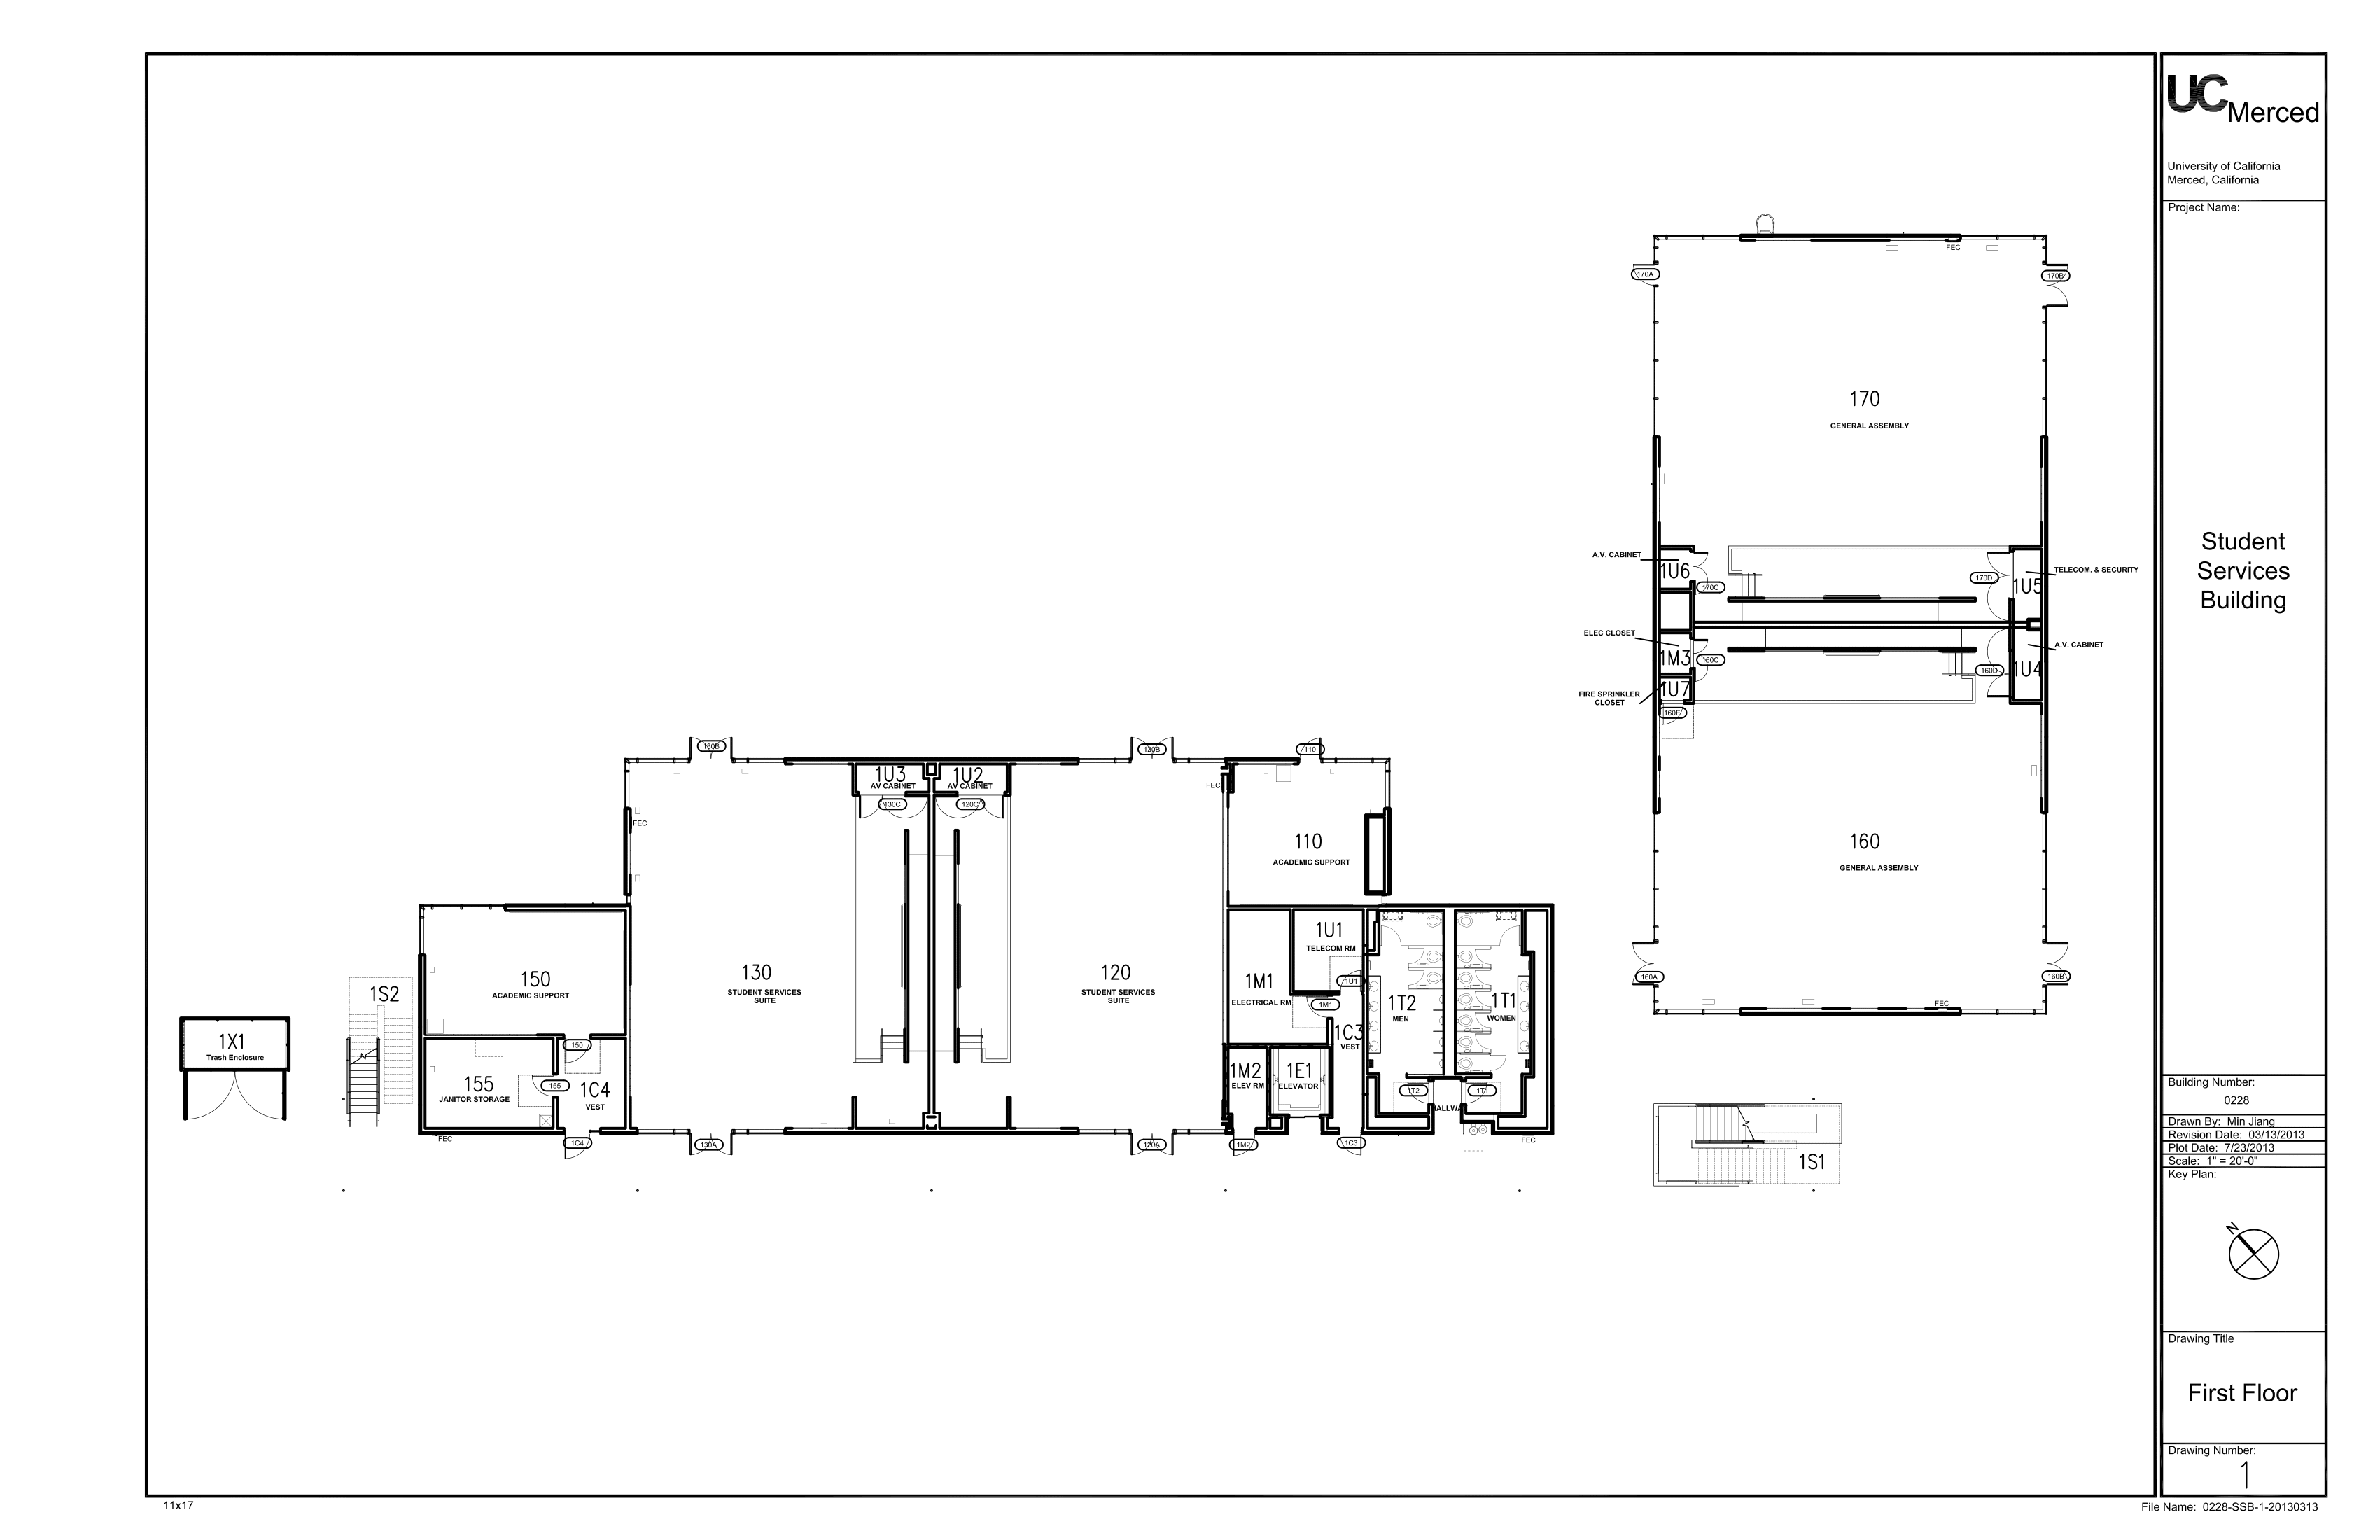 UC Merced
University of California
Merced, California
Project Name:
Student
Services
Building
Building Number:
0228
Drawn By: Min Jiang
Revision Date: 03/13/2013
Plot Date: 7/23/2013
Scale: 1" = 20'-0"
Key Plan:
N
Drawing Title
First Floor
Drawing Number:
1
File Name: 0228-SSB-1-20130313
11x17
FEC
170A
170B
170
GENERAL ASSEMBLY
A.V. CABINET
1U6
170C
170D
1U5
TELECOM. & SECURITY
ELEC CLOSET
1M3
160C
160D
1U4
A.V. CABINET
FIRE SPRINKLER
CLOSET
1U7
160E
160
GENERAL ASSEMBLY
160A
160B
FEC
130B
120B
110
1U3
AV CABINET
1U2
AV CABINET
130C
120C
FEC
FEC
110
ACADEMIC SUPPORT
150
ACADEMIC SUPPORT
130
STUDENT SERVICES
SUITE
120
STUDENT SERVICES
SUITE
1U1
TELECOM RM
1M1
ELECTRICAL RM
1U1
1M1
1C3
VEST
1T2
MEN
1T1
WOMEN
1S2
1X1
Trash Enclosure
150
155
155
JANITOR STORAGE
1C4
VEST
1M2
ELEV RM
1E1
ELEVATOR
1T2
1T1
HALLWAY
FEC
1C4
130A
120A
1M2
1C3
FEC
N
N
1S1